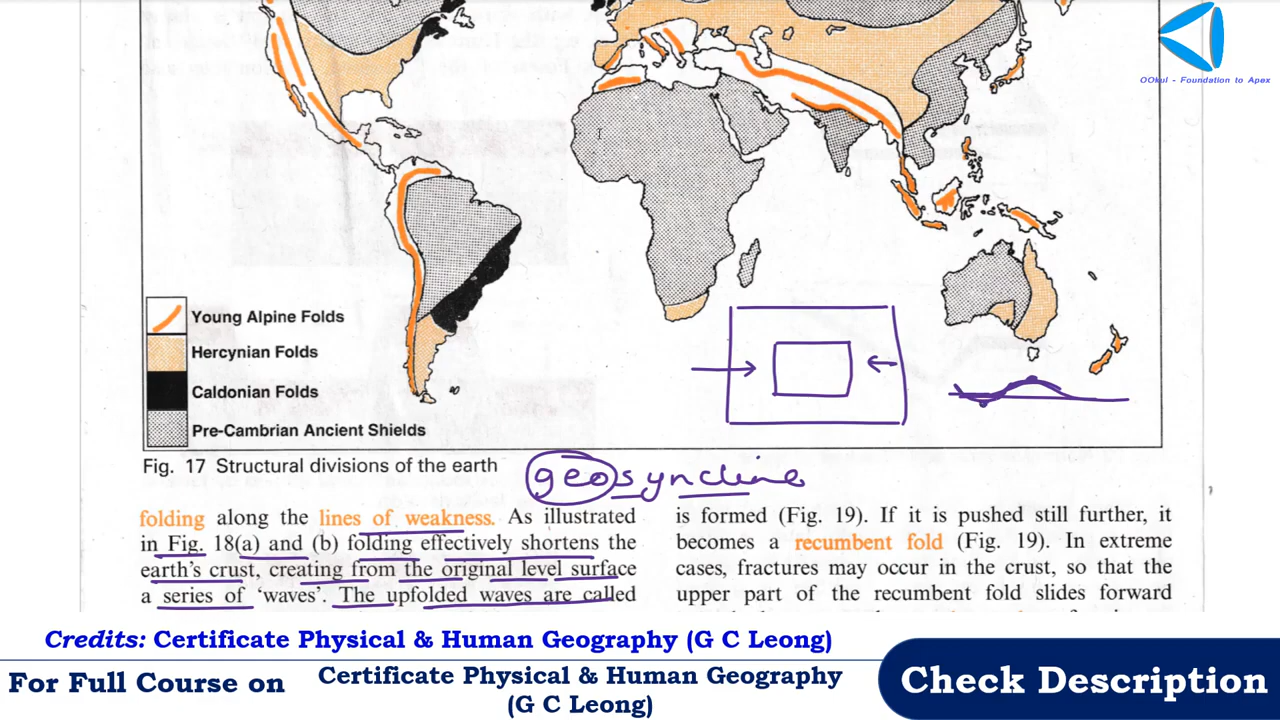 OOkul - Foundation to Apex
Young Alpine Folds
Hercynian Folds
Caldonian Folds
Pre-Cambrian Ancient Shields
Fig. 17 Structural divisions of the earth
geosyncline
folding along the lines of weakness. As illustrated
in Fig. 18(a) and (b) folding effectively shortens the
earth's crust, creating from the original level surface
a series of 'waves'. The upfolded waves are called
is formed (Fig. 19). If it is pushed still further, it
becomes a recumbent fold (Fig. 19). In extreme
cases, fractures may occur in the crust, so that the
upper part of the recumbent fold slides forward
Credits: Certificate Physical & Human Geography (G C Leong)
For Full Course on
Certificate Physical & Human Geography
(G C Leong)
Check Description